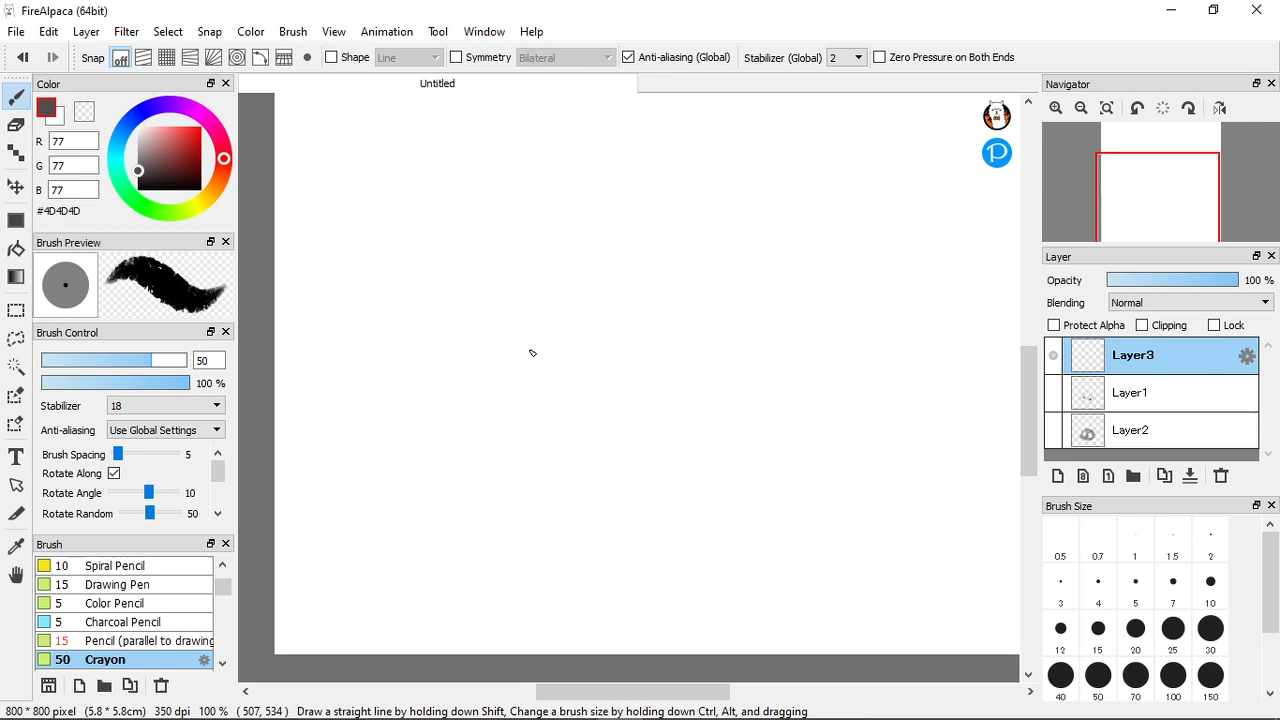 FireAlpaca (64bit)
File Edit Layer Filter Select Snap Color Brush View Animation Tool Window Help
Snap off Shape Line Symmetry Bilateral Anti-aliasing (Global) Stabilizer (Global) 2 Zero Pressure on Both Ends
Color
R 77
G 77
B 77
#4D4D4D
Brush Preview
Brush Control
50
100 %
Stabilizer 18
Anti-aliasing Use Global Settings
Brush Spacing 5
Rotate Along
Rotate Angle 10
Rotate Random 50
Brush
10 Spiral Pencil
15 Drawing Pen
5 Color Pencil
5 Charcoal Pencil
15 Pencil (parallel to drawing
50 Crayon
Untitled
P
Navigator
Layer
Opacity 100 %
Blending Normal
Protect Alpha Clipping Lock
Layer3
Layer1
Layer2
8 1
Brush Size
0.5 0.7 1 1.5 2
3 4 5 7 10
12 15 20 25 30
40 50 70 100 150
800 * 800 pixel (5.8 * 5.8cm) 350 dpi 100 % ( 507, 534 ) Draw a straight line by holding down Shift, Change a brush size by holding down Ctrl, Alt, and dragging